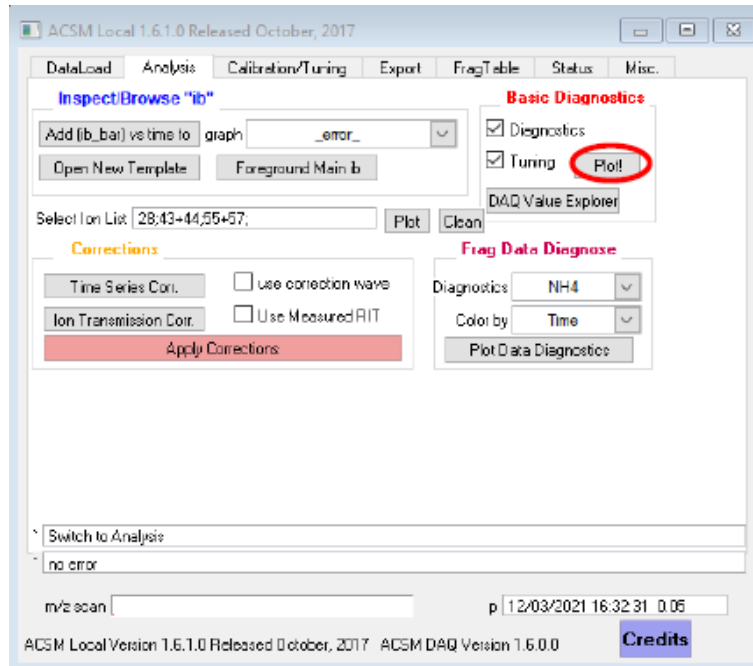 ACSM Local 1.6.1.0 Released October, 2017
DataLoad Analysis Calibration/Tuning Export FragTable Status Misc.
Inspect/Browse "ib" Basic Diagnostics
Add (ib_bar) vs time to graph _error_ Diagnostics
Open New Template Foreground Main ib Tuning Plot!
DAQ Value Explorer
Select Ion List 28;43+44;55+57; Plot Clean
Corrections Frag Data Diagnose
Time Series Corr. use correction wave Diagnostics NH4
Ion Transmission Corr. Use Measured RIT Color by Time
Apply Corrections Plot Data Diagnostics
Switch to Analysis
no error
m/z scan p 12/03/2021 16:32:31 0.05
ACSM Local Version 1.6.1.0 Released October, 2017 ACSM DAQ Version 1.6.0.0 Credits